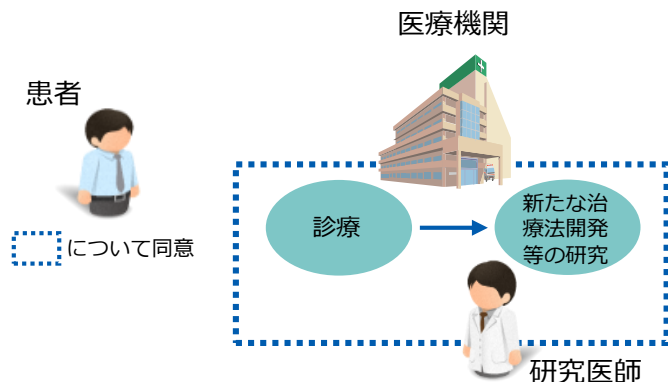 医療機関
患者
診療
新たな治
療法開発
等の研究
について同意
研究医師